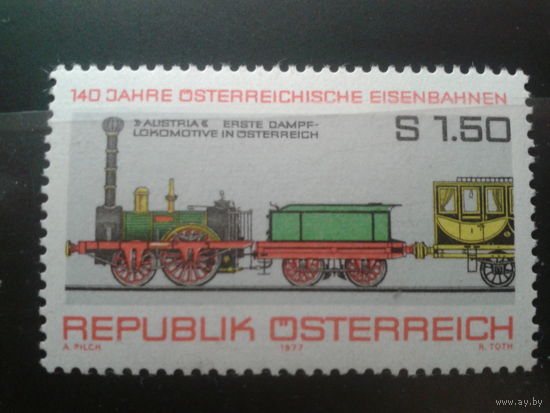 140 JAHRE ÖSTERREICHISCHE EISENBAHNEN
»AUSTRIA« ERSTE DAMPF-
LOKOMOTIVE IN ÖSTERREICH
S 1.50
REPUBLIK ÖSTERREICH
A. PILCH 1977 R. TOTH
www.ay.by